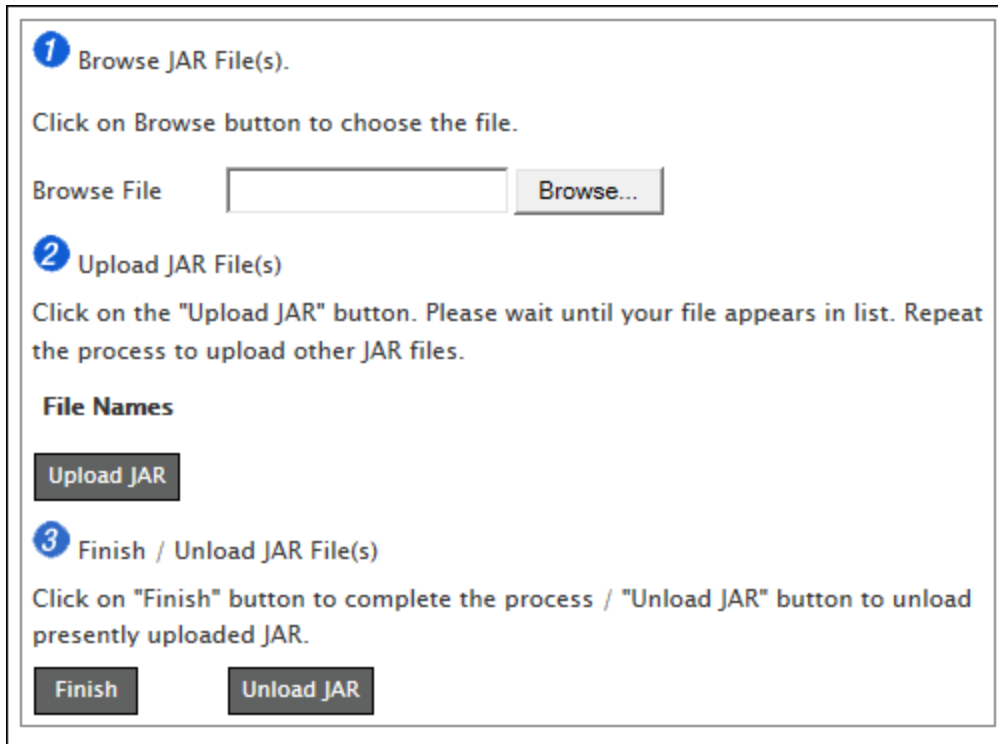 1 Browse JAR File(s).
Click on Browse button to choose the file.
Browse File Browse...
2 Upload JAR File(s)
Click on the "Upload JAR" button. Please wait until your file appears in list. Repeat
the process to upload other JAR files.
File Names
Upload JAR
3 Finish / Unload JAR File(s)
Click on "Finish" button to complete the process / "Unload JAR" button to unload
presently uploaded JAR.
Finish Unload JAR